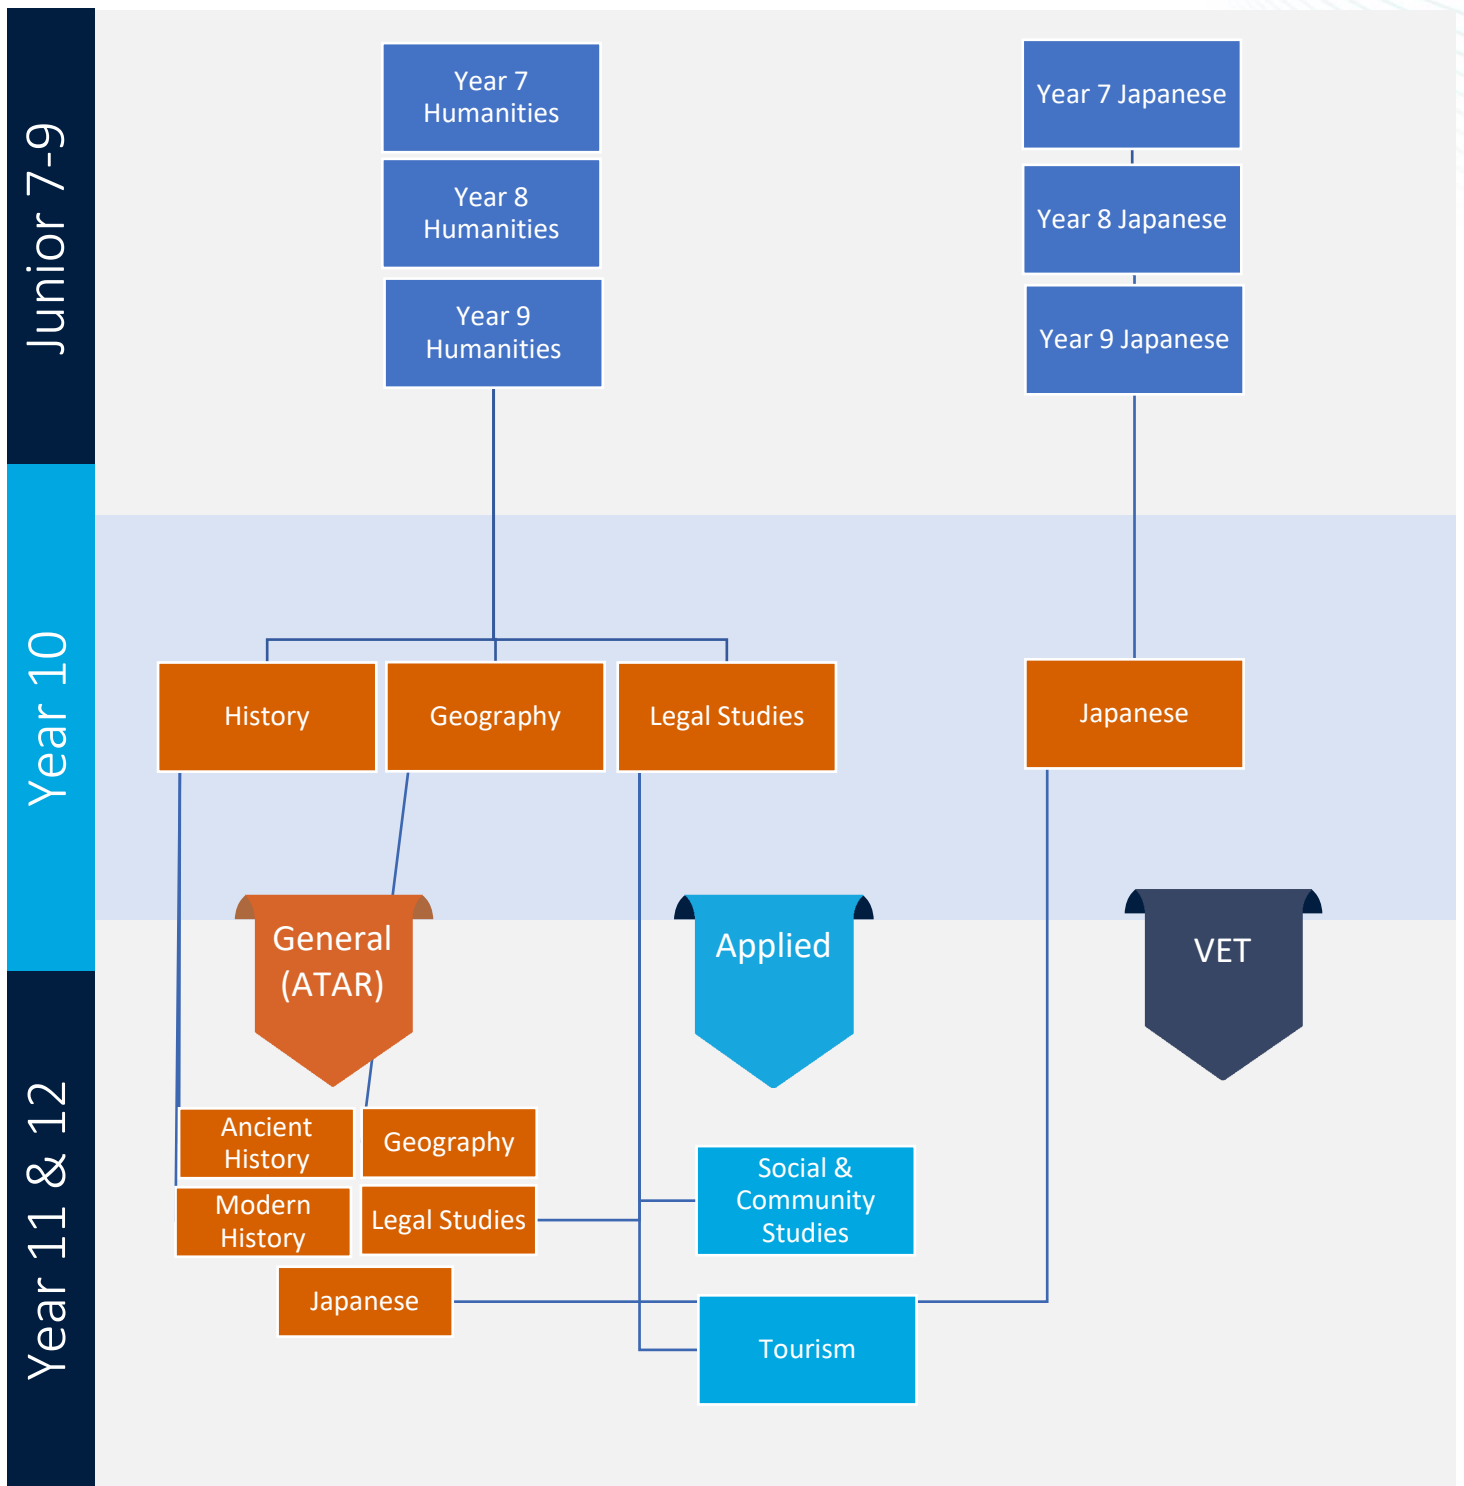 Junior 7-9
Year 7
Humanities
Year 8
Humanities
Year 9
Humanities
Year 7 Japanese
Year 8 Japanese
Year 9 Japanese
Year 10
History
Geography
Legal Studies
Japanese
General
(ATAR)
Applied
VET
Year 11 & 12
Ancient
History
Geography
Modern
History
Legal Studies
Japanese
Social &
Community
Studies
Tourism